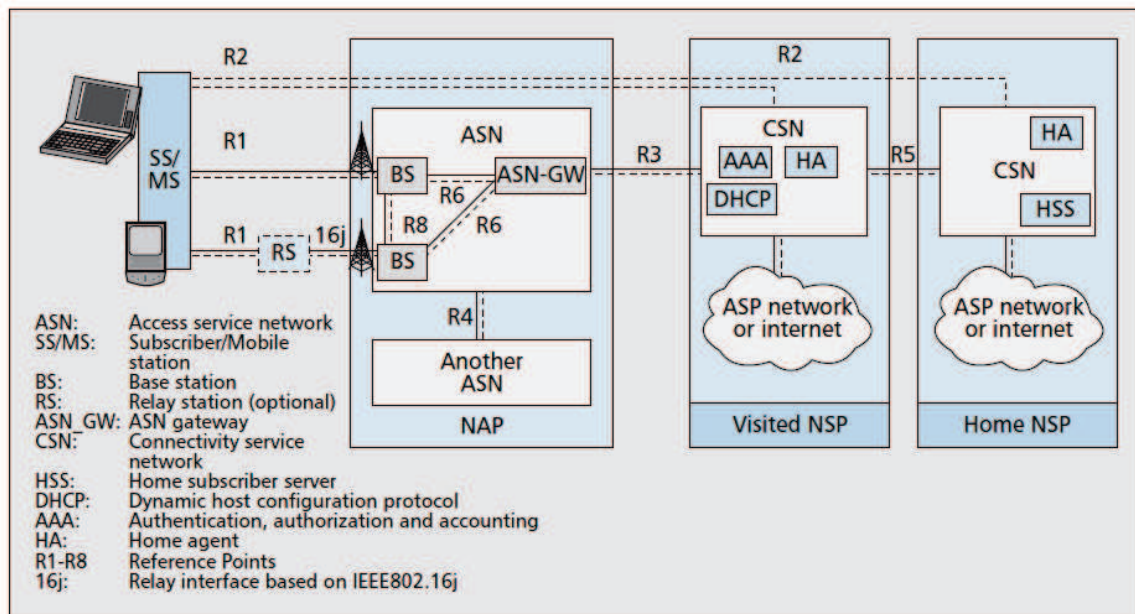 R2
R2
SS/
MS
R1
R1
RS
16j
ASN
BS
ASN-GW
R6
R8
R6
BS
R4
Another
ASN
NAP
R3
CSN
AAA
HA
DHCP
ASP network
or internet
Visited NSP
R5
HA
CSN
HSS
ASP network
or internet
Home NSP
ASN: Access service network
SS/MS: Subscriber/Mobile
station
BS: Base station
RS: Relay station (optional)
ASN_GW: ASN gateway
CSN: Connectivity service
network
HSS: Home subscriber server
DHCP: Dynamic host configuration protocol
AAA: Authentication, authorization and accounting
HA: Home agent
R1-R8 Reference Points
16j: Relay interface based on IEEE802.16j